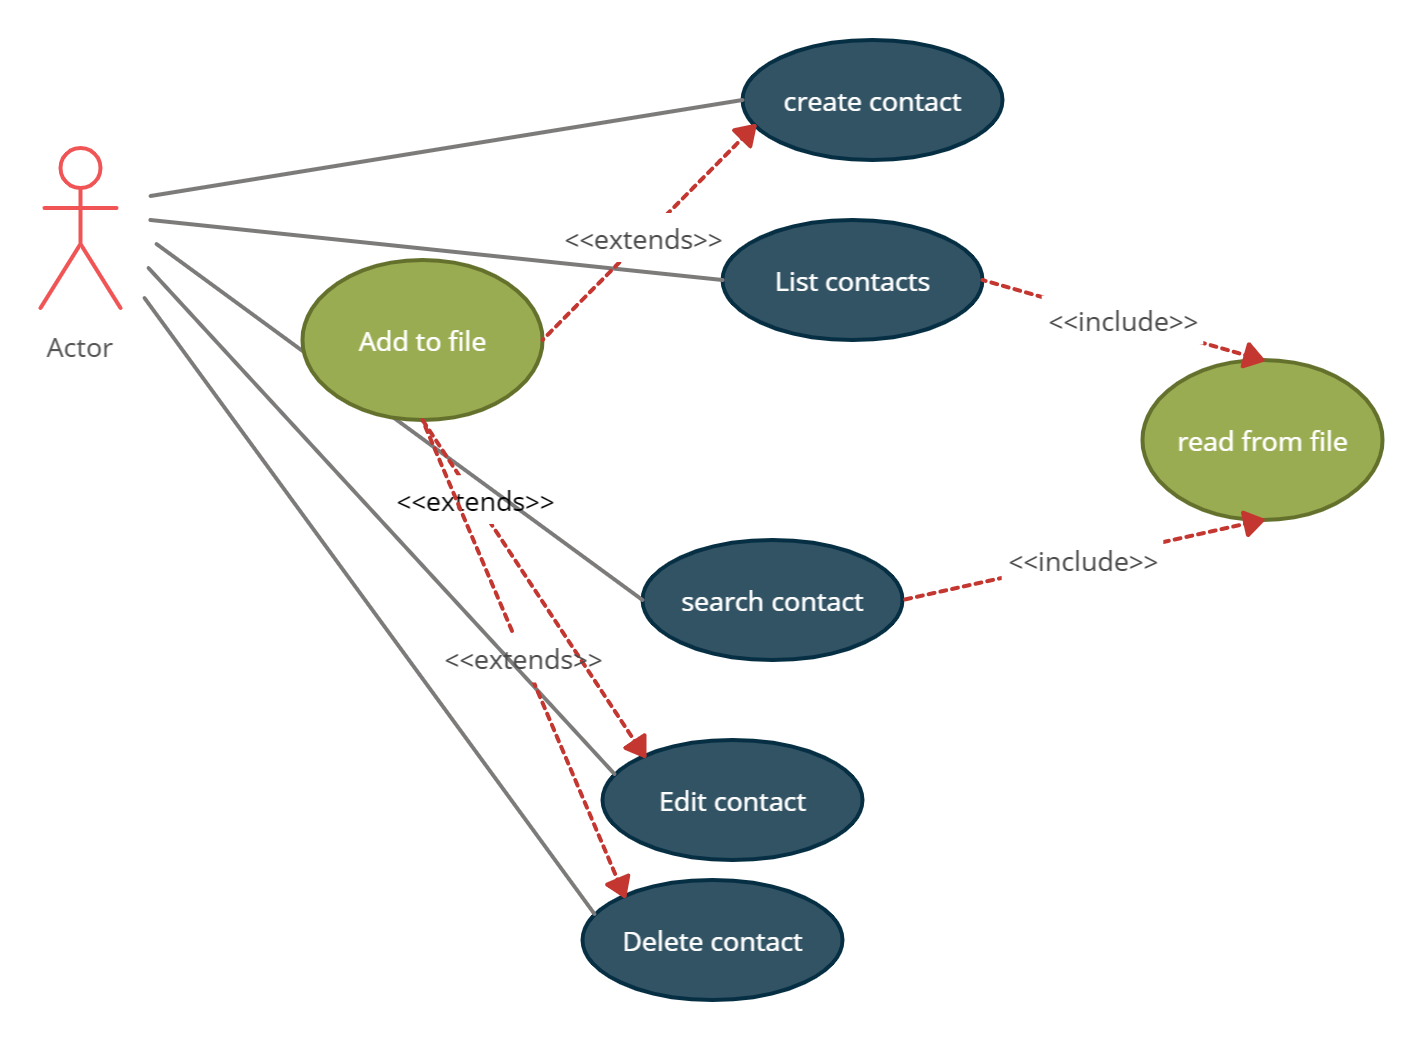 create contact
<<extends>>
List contacts
<<include>>
Add to file
Actor
read from file
<<extends>>
<<include>>
search contact
<<extends>>
Edit contact
Delete contact